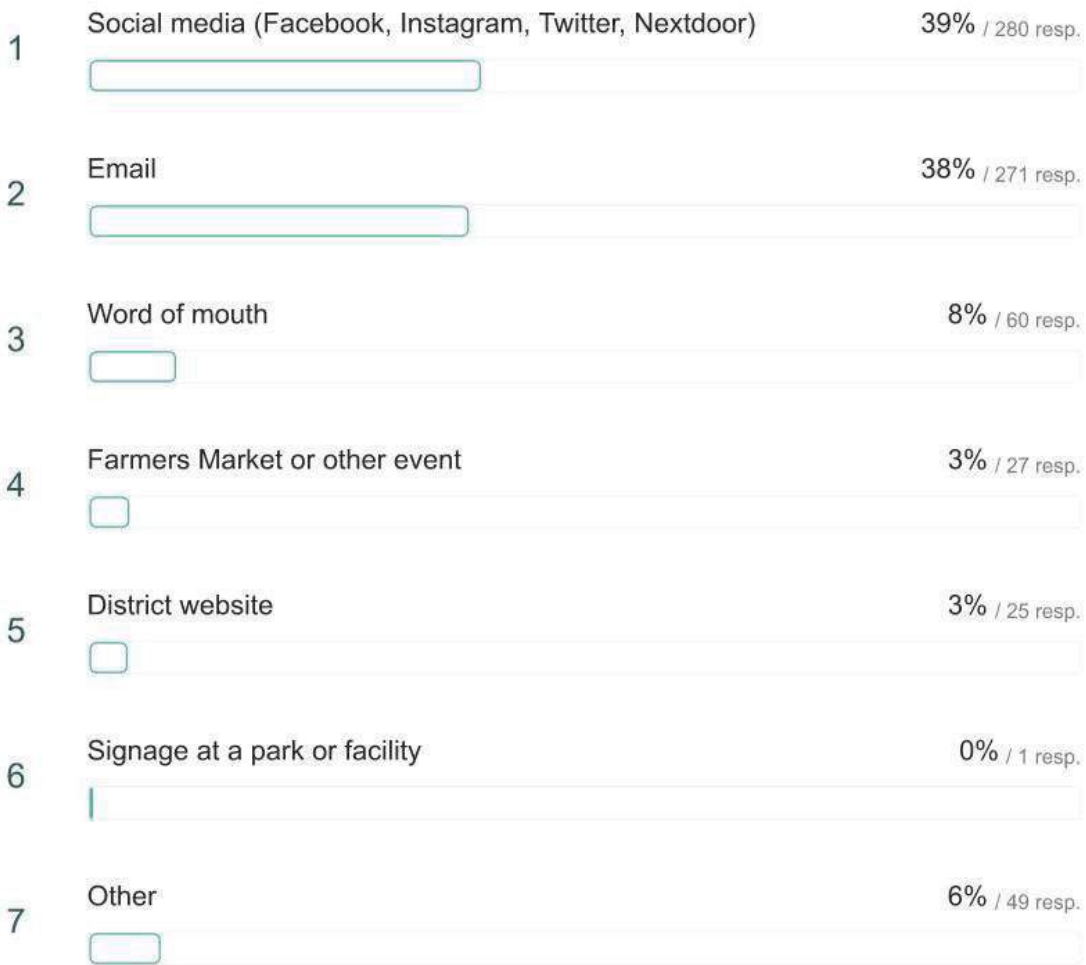 1
Social media (Facebook, Instagram, Twitter, Nextdoor) 39% / 280 resp.
2
Email 38% / 271 resp.
3
Word of mouth 8% / 60 resp.
4
Farmers Market or other event 3% / 27 resp.
5
District website 3% / 25 resp.
6
Signage at a park or facility 0% / 1 resp.
7
Other 6% / 49 resp.